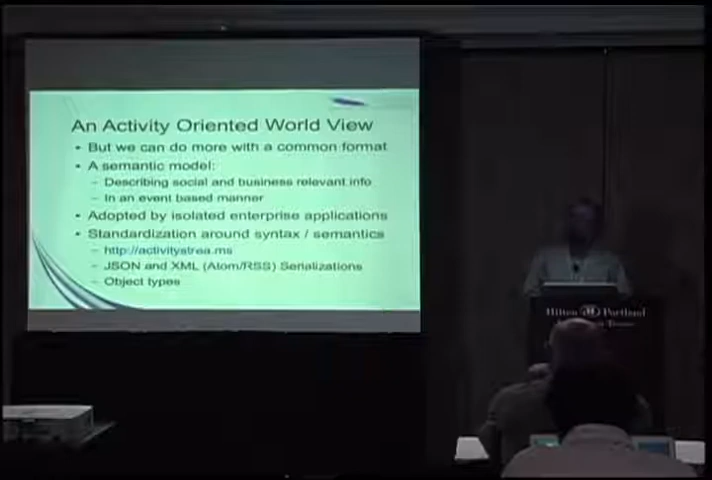 An Activity Oriented World View
• But we can do more with a common format
• A semantic model:
– Describing social and business relevant info
– In an event based manner
• Adopted by isolated enterprise applications
• Standardization around syntax / semantics
– http://activitystrea.ms
– JSON and XML (Atom/RSS) Serializations
– Object types
Hilton Portland